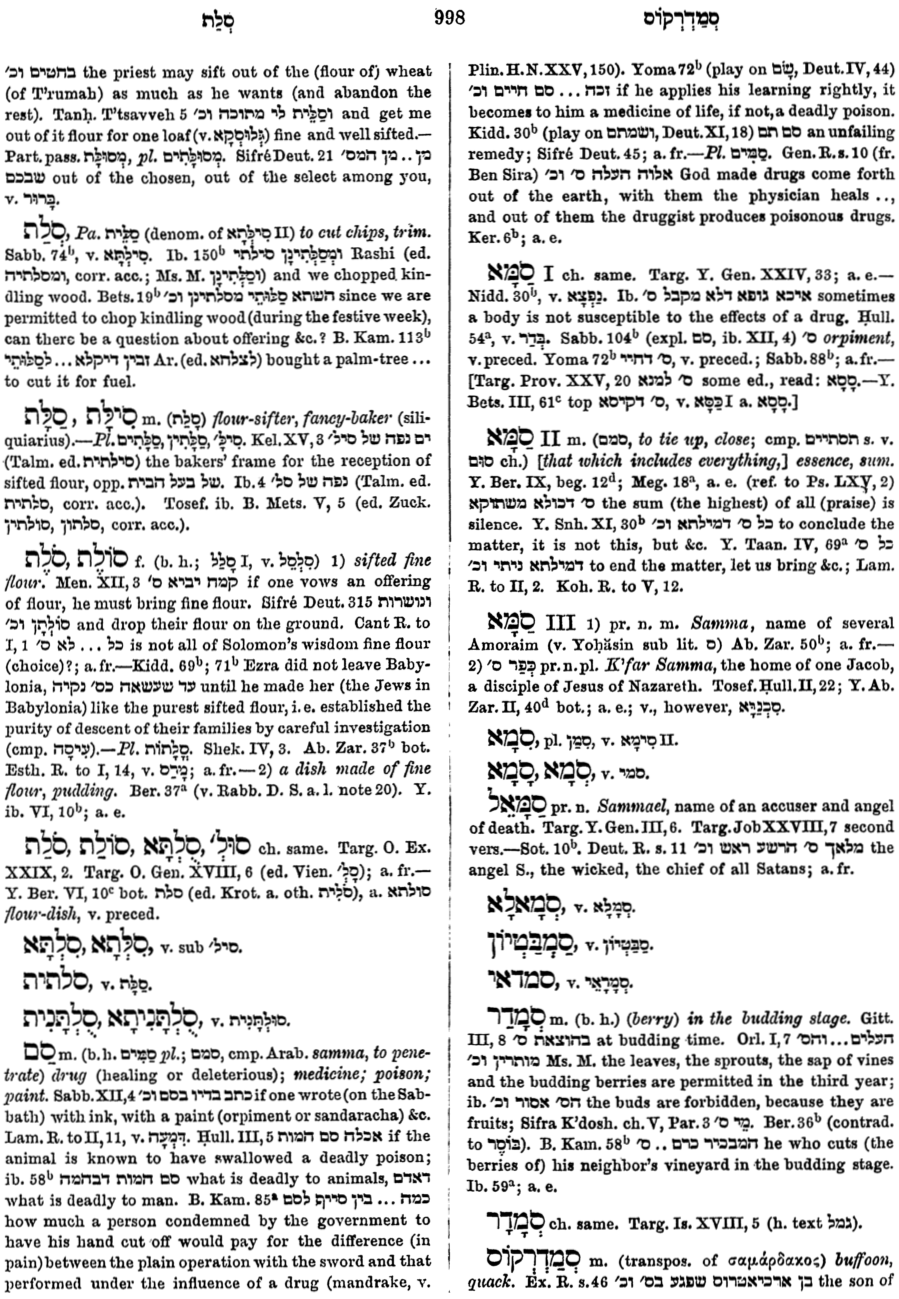 סְלַת
998
סְמַדְרְקוֹס
בחטים וכ׳ the priest may sift out of the (flour of) wheat
(of T'rumah) as much as he wants (and abandon the
rest). Tanḥ. T'tsavveh 5 וסַלֵּית לי מתוכה וכ׳ and get me
out of it flour for one loaf (v. גְּלוּסְקָא) fine and well sifted.—
Part. pass. מְסוּלֶּת, pl. מְסוּלָּתִים. Sifré Deut. 21 מן .. מן המס׳
שבכם out of the chosen, out of the select among you,
v. בָּרוּר.
סְלַת, Pa. סַלֵּית (denom. of סִילְתָּא II) to cut chips, trim.
Sabb. 74b, v. סִילְתָּא. Ib. 150b וּמְסַלְּתִינָן סילתי Rashi (ed.
ומסלתיה, corr. acc.; Ms. M. וסַלְּתִינָן) and we chopped kin-
dling wood. Bets. 19b השתא סַלּוּתֵי מסלתינן וכ׳ since we are
permitted to chop kindling wood (during the festive week),
can there be a question about offering &c.? B. Kam. 113b
זבין דיקלא ... לסַלּוּתֵי Ar. (ed. לצלתא) bought a palm-tree ...
to cut it for fuel.
סַלָּת, סִילָּת m. (סָלַת) flour-sifter, fancy-baker (sili-
quiarius).—Pl. סַלָּתִים, סַלָּתִין, סִילָּ׳. Kel. XV, 3 ים נפה של סיל׳
(Talm. ed. סילתית) the bakers' frame for the reception of
sifted flour, opp. של בעל הבית. Ib. 4 נפה של סל׳ (Talm. ed.
סלתית, corr. acc.). Tosef. ib. B. Mets. V, 5 (ed. Zuck.
סלתון, סולתין, corr. acc.).
סוֹלֶת, סֹלֶת f. (b. h.; סָלַל I, v. סִלְסֵל) 1) sifted fine
flour. Men. XII, 3 קמח יביא ס׳ if one vows an offering
of flour, he must bring fine flour. Sifré Deut. 315 ונושרות
סוֹלְתָּן וכ׳ and drop their flour on the ground. Cant R. to
I, 1 כל ... לא ס׳ is not all of Solomon's wisdom fine flour
(choice)?; a. fr.—Kidd. 69b; 71b Ezra did not leave Baby-
lonia, עד שעשאה כס׳ נקיה until he made her (the Jews in
Babylonia) like the purest sifted flour, i. e. established the
purity of descent of their families by careful investigation
(cmp. עִיסָה).—Pl. סֳלָתוֹת. Shek. IV, 3. Ab. Zar. 37b bot.
Esth. R. to I, 14, v. מָרַס; a. fr.—2) a dish made of fine
flour, pudding. Ber. 37a (v. Rabb. D. S. a. l. note 20). Y.
ib. VI, 10b; a. e.
סוּלְ׳, סֻלְתָּא, סוֹלַת, סֹלַת ch. same. Targ. O. Ex.
XXIX, 2. Targ. O. Gen. XVIII, 6 (ed. Vien. סֻלְ׳); a. fr.—
Y. Ber. VI, 10c bot. סלת (ed. Krot. a. oth. סֹלֵית), a. סולתא
flour-dish, v. preced.
סִלְתָא, סִלְתָּא, v. sub סיל׳.
סלתית, v. סַלָּת.
סֻלְתָּנִיתָא, סֻלְתָּנִית, v. סוּלְתָּנִית.
סַם m. (b. h. סַמִּים pl.; סמם, cmp. Arab. samma, to pene-
trate) drug (healing or deleterious); medicine; poison;
paint. Sabb. XII, 4 כתב בדיו בסם וכ׳ if one wrote (on the Sab-
bath) with ink, with a paint (orpiment or sandaracha) &c.
Lam. R. to II, 11, v. דִּמְעָה. Ḥull. III, 5 אכלה סם המות if the
animal is known to have swallowed a deadly poison;
ib. 58b סם המות דבהמה what is deadly to animals, דאדם
what is deadly to man. B. Kam. 85a כמה ... בין סייף לסם
how much a person condemned by the government to
have his hand cut off would pay for the difference (in
pain) between the plain operation with the sword and that
performed under the influence of a drug (mandrake, v.
Plin. H. N. XXV, 150). Yoma 72b (play on שָׂם, Deut. IV, 44)
זכה ... סם חיים וכ׳ if he applies his learning rightly, it
becomes to him a medicine of life, if not, a deadly poison.
Kidd. 30b (play on ושמתם, Deut. XI, 18) סם תם an unfailing
remedy; Sifré Deut. 45; a. fr.—Pl. סַמִּים. Gen. R. s. 10 (fr.
Ben Sira) אלוה העלה ס׳ וכ׳ God made drugs come forth
out of the earth, with them the physician heals ..,
and out of them the druggist produces poisonous drugs.
Ker. 6b; a. e.
סַמָּא I ch. same. Targ. Y. Gen. XXIV, 33; a. e.—
Nidd. 30b, v. נַפְצָא. Ib. איכא גופא דלא מקבל ס׳ sometimes
a body is not susceptible to the effects of a drug. Ḥull.
54a, v. בְּדַר. Sabb. 104b (expl. סם, ib. XII, 4) ס׳ orpiment,
v. preced. Yoma 72b ס׳ דחיי, v. preced.; Sabb. 88b; a. fr.—
[Targ. Prov. XXV, 20 ס׳ למנא some ed., read: סָסָא.—Y.
Bets. III, 61c top ס׳ דקיסא, v. כַּסָּא I a. סָסָא.]
סַמָּא II m. (סמם, to tie up, close; cmp. תסתיים s. v.
סום ch.) [that which includes everything,] essence, sum.
Y. Ber. IX, beg. 12d; Meg. 18a, a. e. (ref. to Ps. LXV, 2)
ס׳ דכולא משתוקא the sum (the highest) of all (praise) is
silence. Y. Snh. XI, 30b כל ס׳ דמילתא וכ׳ to conclude the
matter, it is not this, but &c. Y. Taan. IV, 69a כל ס׳
דמילתא ניתי וכ׳ to end the matter, let us bring &c.; Lam.
R. to II, 2. Koh. R. to V, 12.
סַמָּא III 1) pr. n. m. Samma, name of several
Amoraim (v. Yoḥăsin sub lit. ס) Ab. Zar. 50b; a. fr.—
2) כְּפַר ס׳ pr. n. pl. K'far Samma, the home of one Jacob,
a disciple of Jesus of Nazareth. Tosef. Ḥull. II, 22; Y. Ab.
Zar. II, 40d bot.; a. e.; v., however, סְכַנְיָא.
סִמָא, pl. סִמַן, v. סִימָא II.
סָמָא, סְמָא, v. סמי.
סַמָּאֵל pr. n. Sammael, name of an accuser and angel
of death. Targ. Y. Gen. III, 6. Targ. Job XXVIII, 7 second
vers.—Sot. 10b. Deut. R. s. 11 מלאך ס׳ הרשע ראש וכ׳ the
angel S., the wicked, the chief of all Satans; a. fr.
סְמָאלָא, v. סְמָלָא.
סַמְבַּטְיוֹן, v. סַבַּטְיוֹן.
סמדאי, v. סְמָרָאֵי.
סְמָדַר m. (b. h.) (berry) in the budding stage. Gitt.
III, 8 בהוצאת ס׳ at budding time. Orl. I, 7 העלים ... והס׳
מותרין וכ׳ Ms. M. the leaves, the sprouts, the sap of vines
and the budding berries are permitted in the third year;
ib. הס׳ אסור וכ׳ the buds are forbidden, because they are
fruits; Sifra K'dosh. ch. V, Par. 3 מֵי ס׳. Ber. 36b (contrad.
to בּוֹסֶר). B. Kam. 58b המבכיר כרם .. ס׳ he who cuts (the
berries of) his neighbor's vineyard in the budding stage.
Ib. 59a; a. e.
סְמָדַר ch. same. Targ. Is. XVIII, 5 (h. text גמל).
סְמַדְרְקוֹס m. (transpos. of σαμάρδακος) buffoon,
quack. Ex. R. s. 46 בן ארכיאטרוס שפגע בס׳ וכ׳ the son of